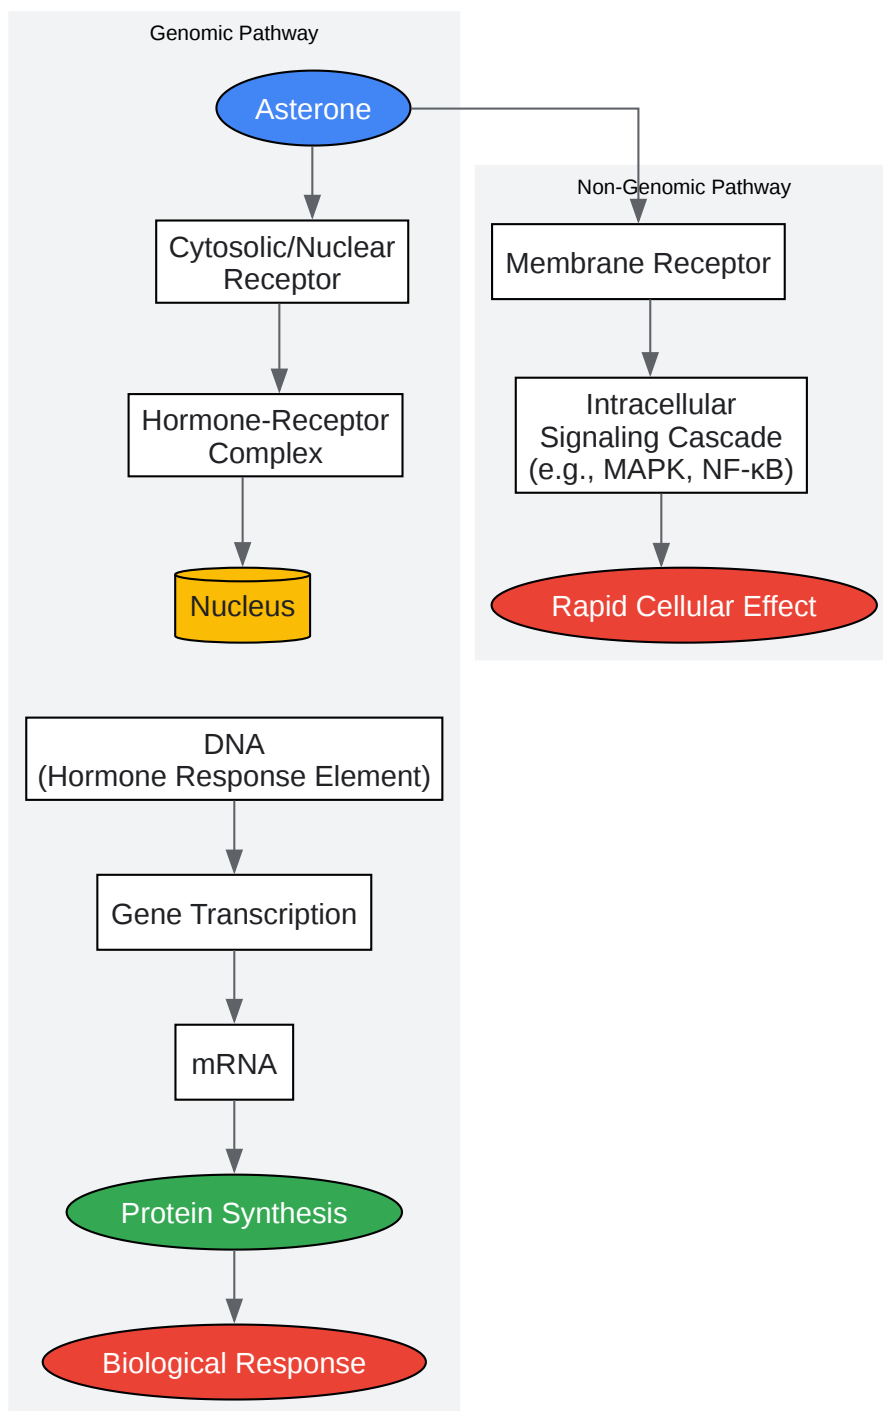 Genomic Pathway
Asterone
Cytosolic/Nuclear
Receptor
Hormone-Receptor
Complex
Nucleus
DNA
(Hormone Response Element)
Gene Transcription
mRNA
Protein Synthesis
Biological Response
Non-Genomic Pathway
Membrane Receptor
Intracellular
Signaling Cascade
(e.g., MAPK, NF-κB)
Rapid Cellular Effect